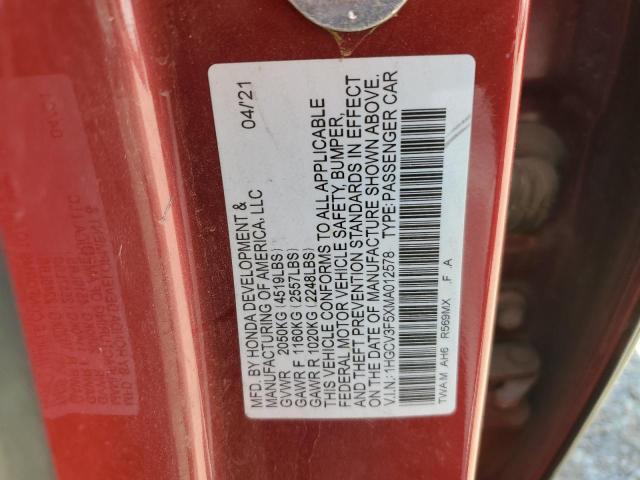 MFD. BY HONDA DEVELOPMENT & 04/'21
MANUFACTURING OF AMERICA, LLC
GVWR 2050KG (4519LBS)
GAWR F 1160KG (2557LBS)
GAWR R 1020KG (2248LBS)
THIS VEHICLE CONFORMS TO ALL APPLICABLE
FEDERAL MOTOR VEHICLE SAFETY, BUMPER,
AND THEFT PREVENTION STANDARDS IN EFFECT
ON THE DATE OF MANUFACTURE SHOWN ABOVE.
V.I.N.:1HGCV3F5XMA012578 TYPE:PASSENGER CAR
TWA M AH6 R569MX F .A